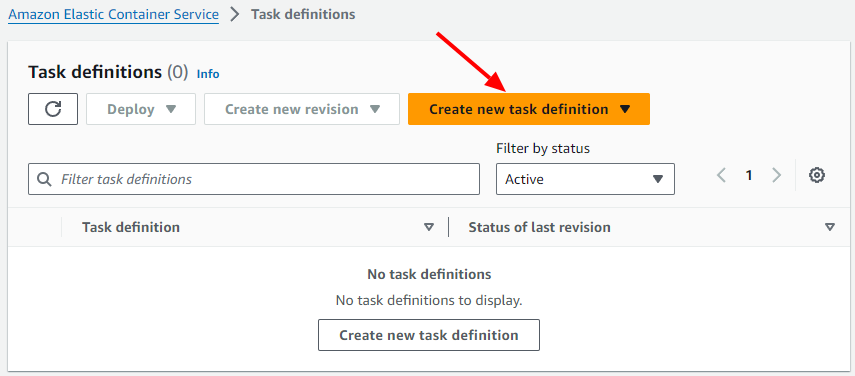 Amazon Elastic Container Service > Task definitions
Task definitions (0) Info
Deploy Create new revision Create new task definition
Filter by status
Filter task definitions Active 1
Task definition Status of last revision
No task definitions
No task definitions to display.
Create new task definition